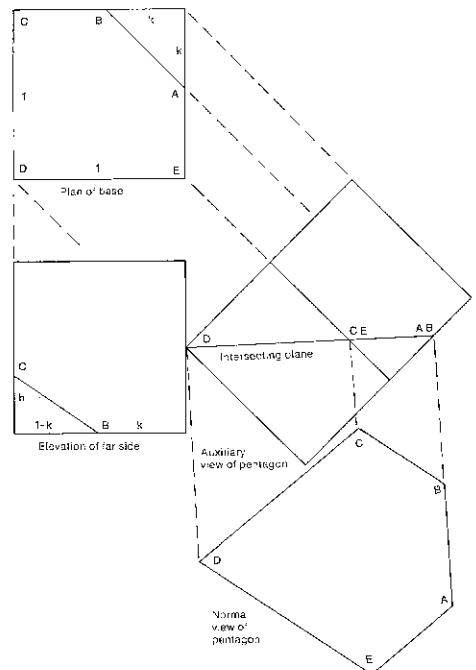 C B k
k
1 A
D 1 E
Plan of base
C
h
1-k B k
Elevation of far side
D C E A B
Intersecting plane
Auxiliary
view of pentagon
C
B
D
A
Norma
view of
pentagon
E